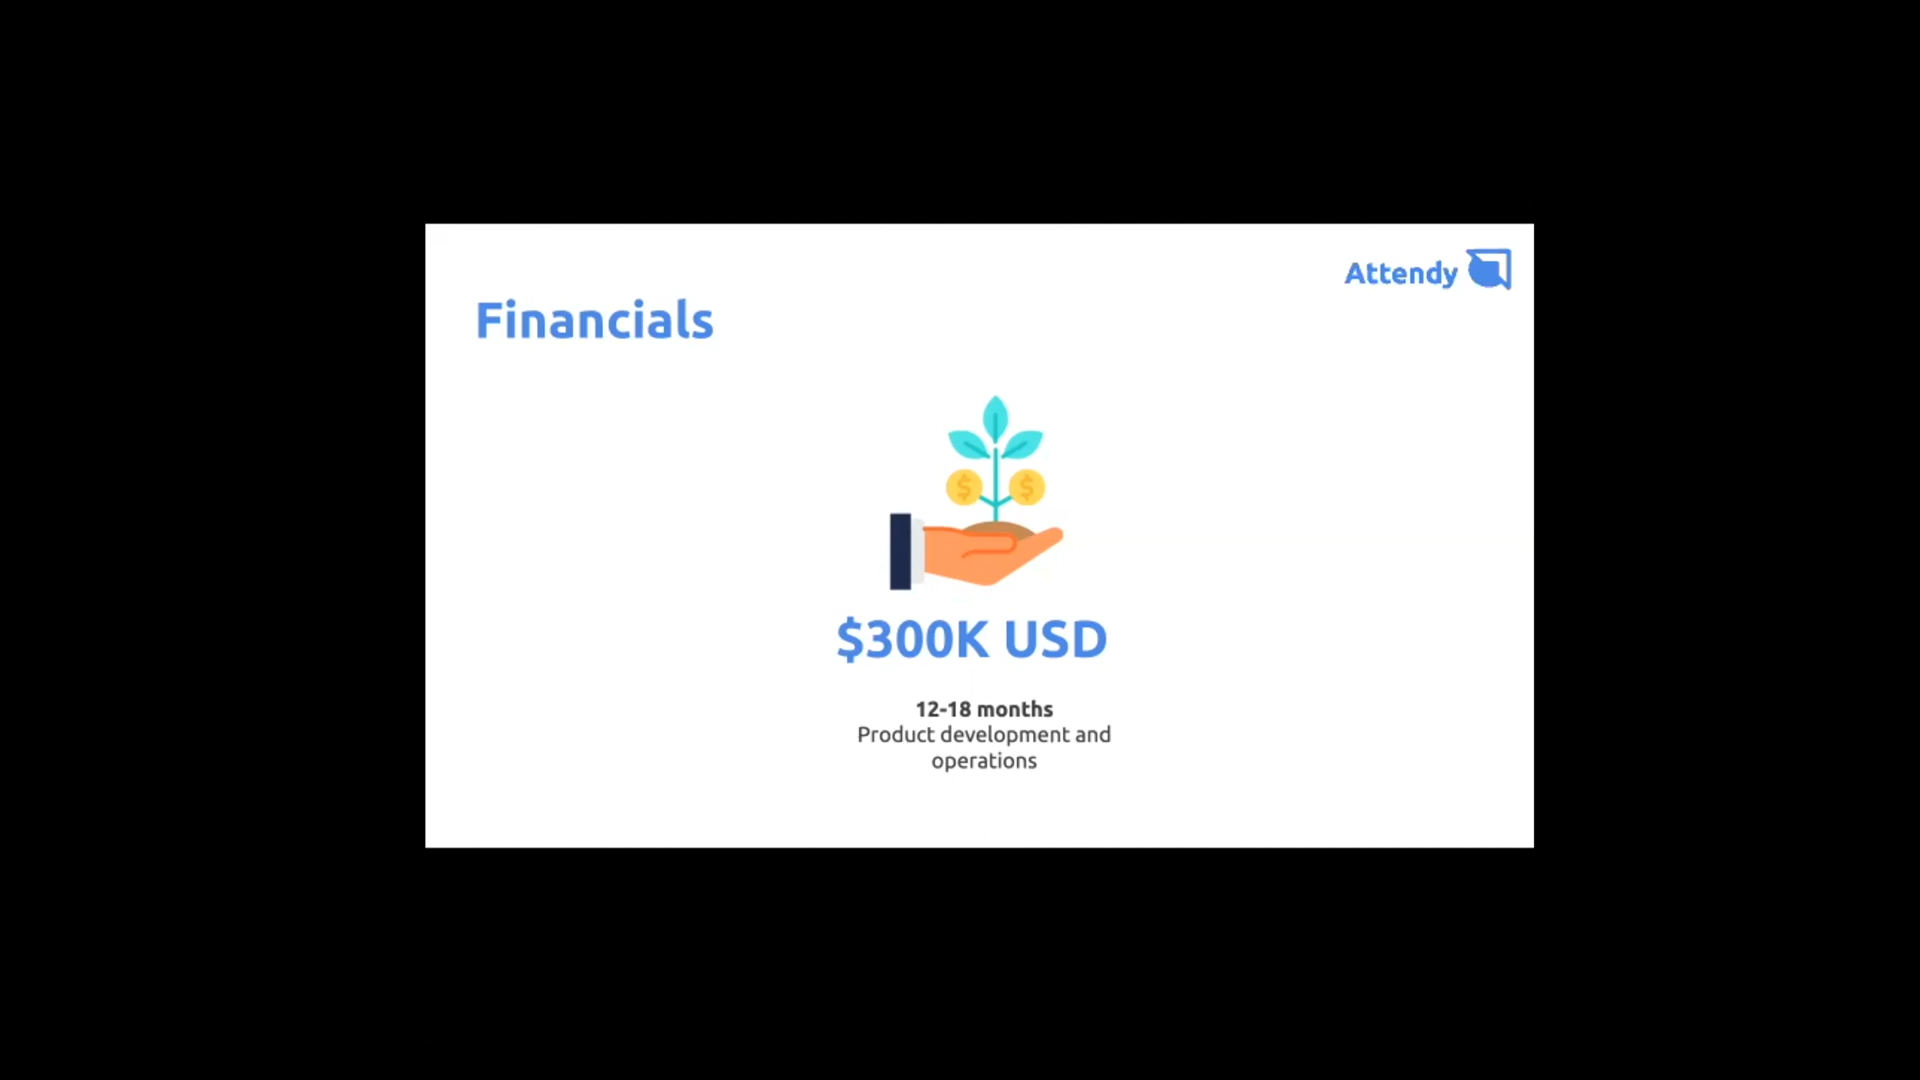 Attendy
Financials
$ $
$300K USD
12-18 months
Product development and
operations